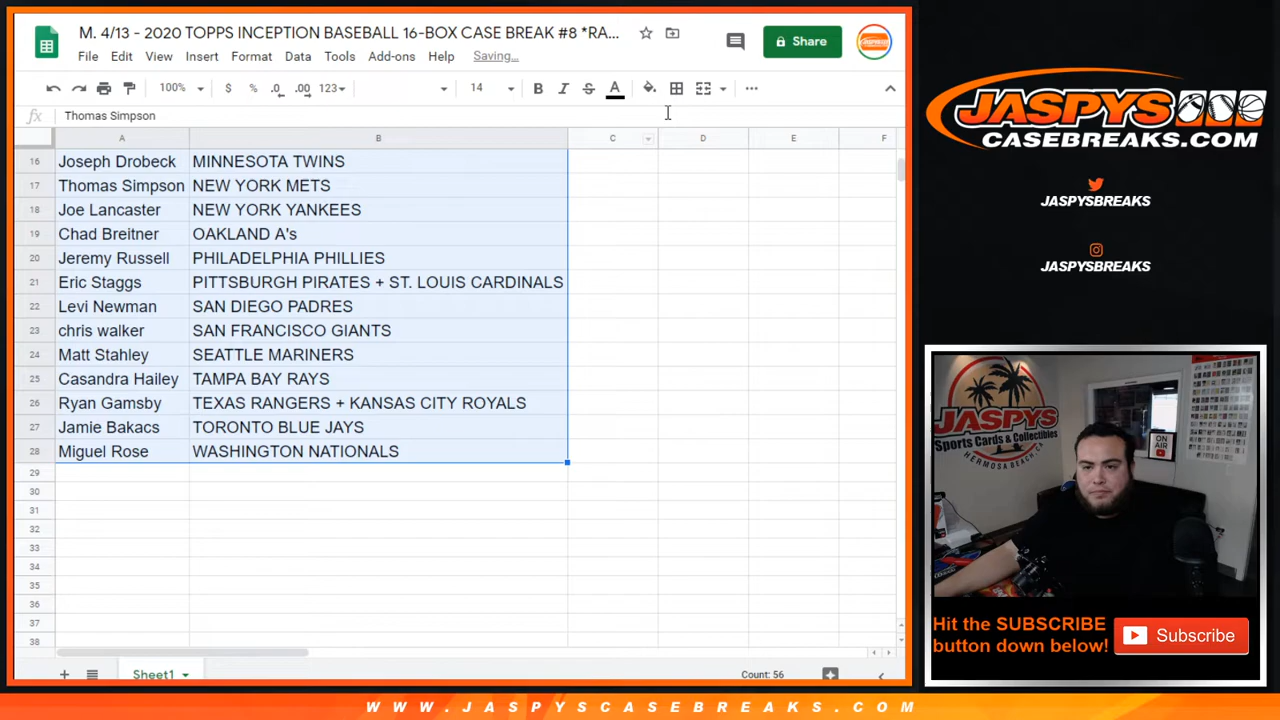 M. 4/13 - 2020 TOPPS INCEPTION BASEBALL 16-BOX CASE BREAK #8 *RA...
File Edit View Insert Format Data Tools Add-ons Help Saving...
Share
100% $ % .0 .00 123 14 B I S A
fx Thomas Simpson
A B C D E F
16 Joseph Drobeck MINNESOTA TWINS
17 Thomas Simpson NEW YORK METS
18 Joe Lancaster NEW YORK YANKEES
19 Chad Breitner OAKLAND A's
20 Jeremy Russell PHILADELPHIA PHILLIES
21 Eric Staggs PITTSBURGH PIRATES + ST. LOUIS CARDINALS
22 Levi Newman SAN DIEGO PADRES
23 chris walker SAN FRANCISCO GIANTS
24 Matt Stahley SEATTLE MARINERS
25 Casandra Hailey TAMPA BAY RAYS
26 Ryan Gamsby TEXAS RANGERS + KANSAS CITY ROYALS
27 Jamie Bakacs TORONTO BLUE JAYS
28 Miguel Rose WASHINGTON NATIONALS
29
30
31
32
33
34
35
36
37
38
Sheet1
Count: 56
JASPYS
CASEBREAKS.COM
JASPYSBREAKS
JASPYSBREAKS
JASPYS
Sports Cards & Collectibles
HERMOSA BEACH, CA
ON
AIR
Hit the SUBSCRIBE
button down below!
Subscribe
WWW.JASPYSCASEBREAKS.COM